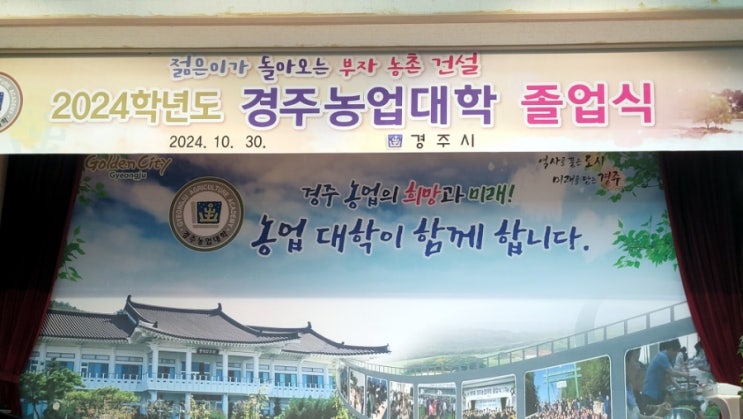 젊은이가 돌아오는 부자 농촌 건설
2024학년도 경주농업대학 졸업식
2024. 10. 30. 경주시
Golden City
Gyeongju
역사를 품은 도시
미래를 담는 경주
경주 농업의 희망과 미래!
농업 대학이 함께 합니다.
GYEONGJU AGRICULTURE ACADEMY
경주농업대학